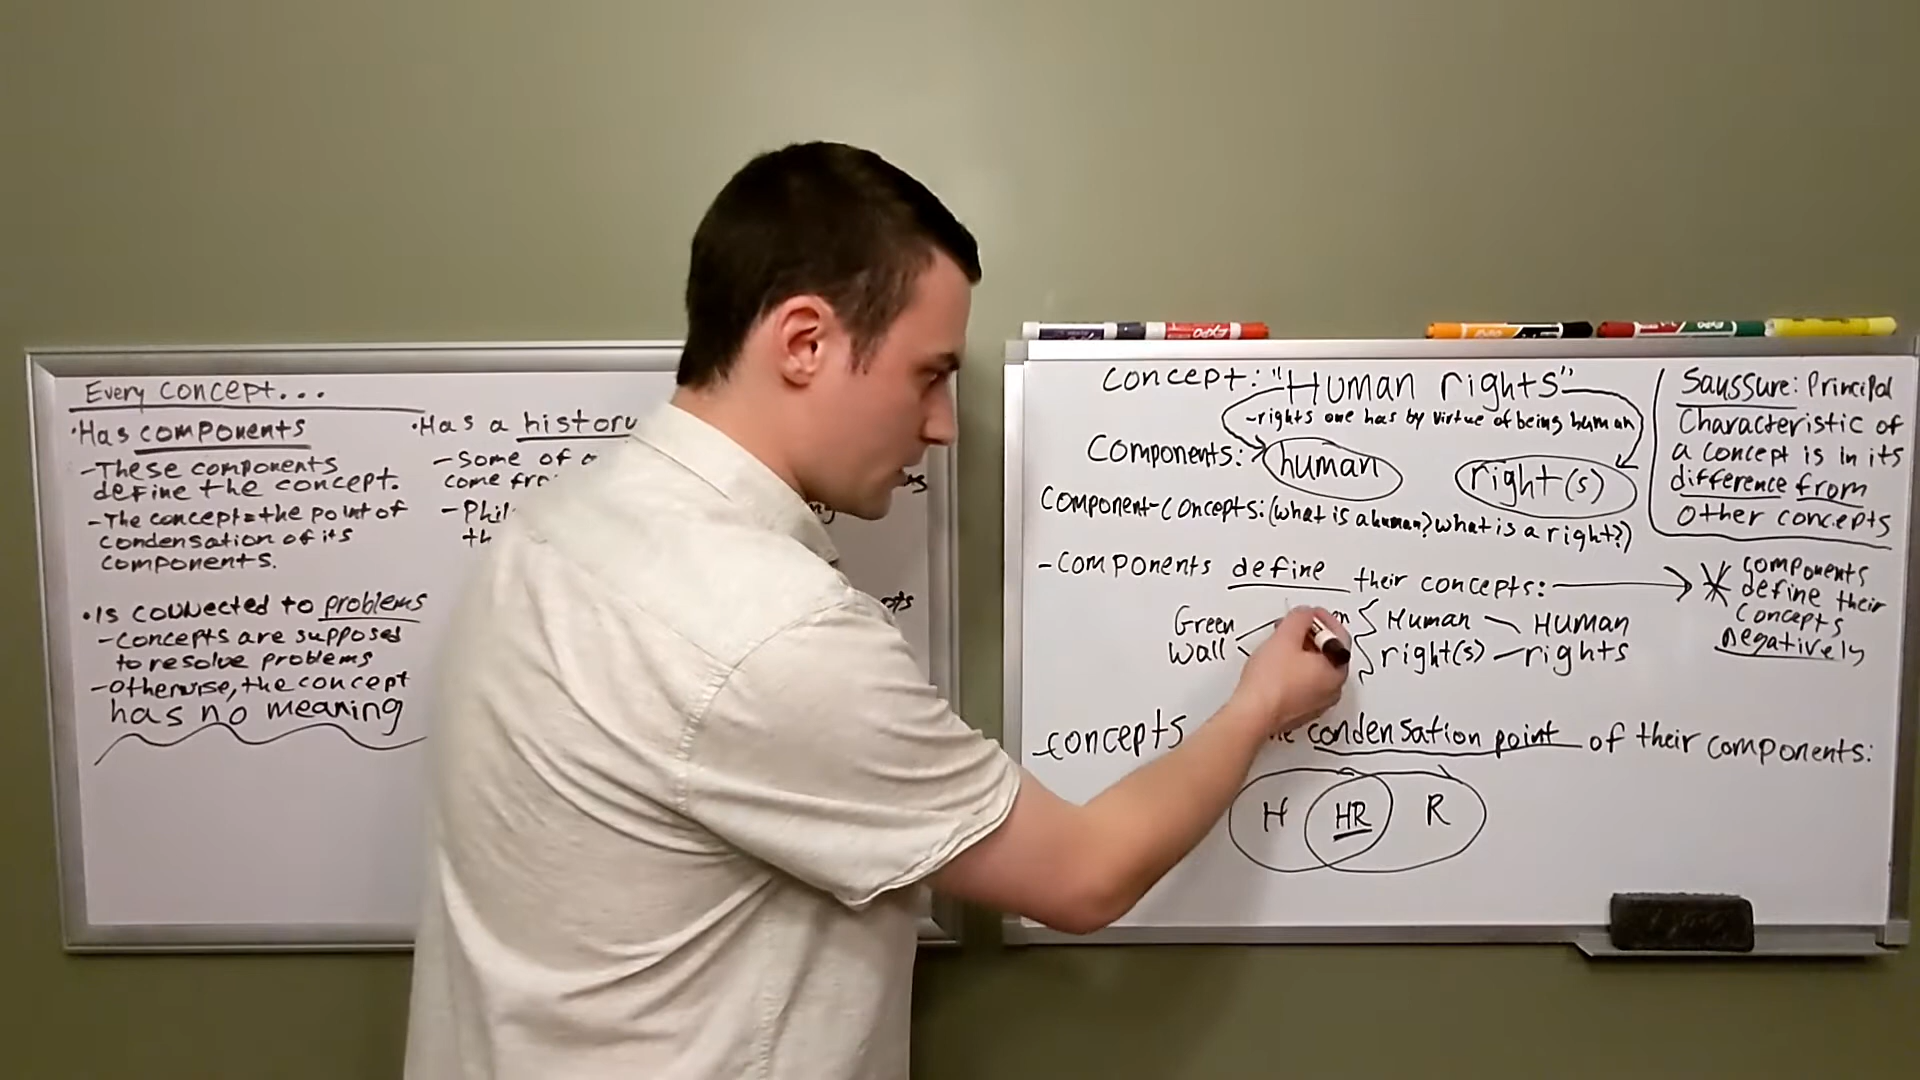 Every concept...
•Has components
-These components
define the concept.
-The concept=the point of
condensation of its
components.
•Is connected to problems
-concepts are supposed
to resolve problems
-Otherwise, the concept
has no meaning
•Has a history
-Some of
come
concept: "Human rights"
-rights one has by virtue of being human
Components: human right(s)
Component-Concepts: (what is a human? what is a right?)
-Components define their concepts:
Green
Wall
Human - Human
right(s) - rights
concepts condensation point of their components:
H HR R
Saussure: Principal
Characteristic of
a concept is in its
difference from
other concepts
* components
define their
concepts
negatively
EXPO